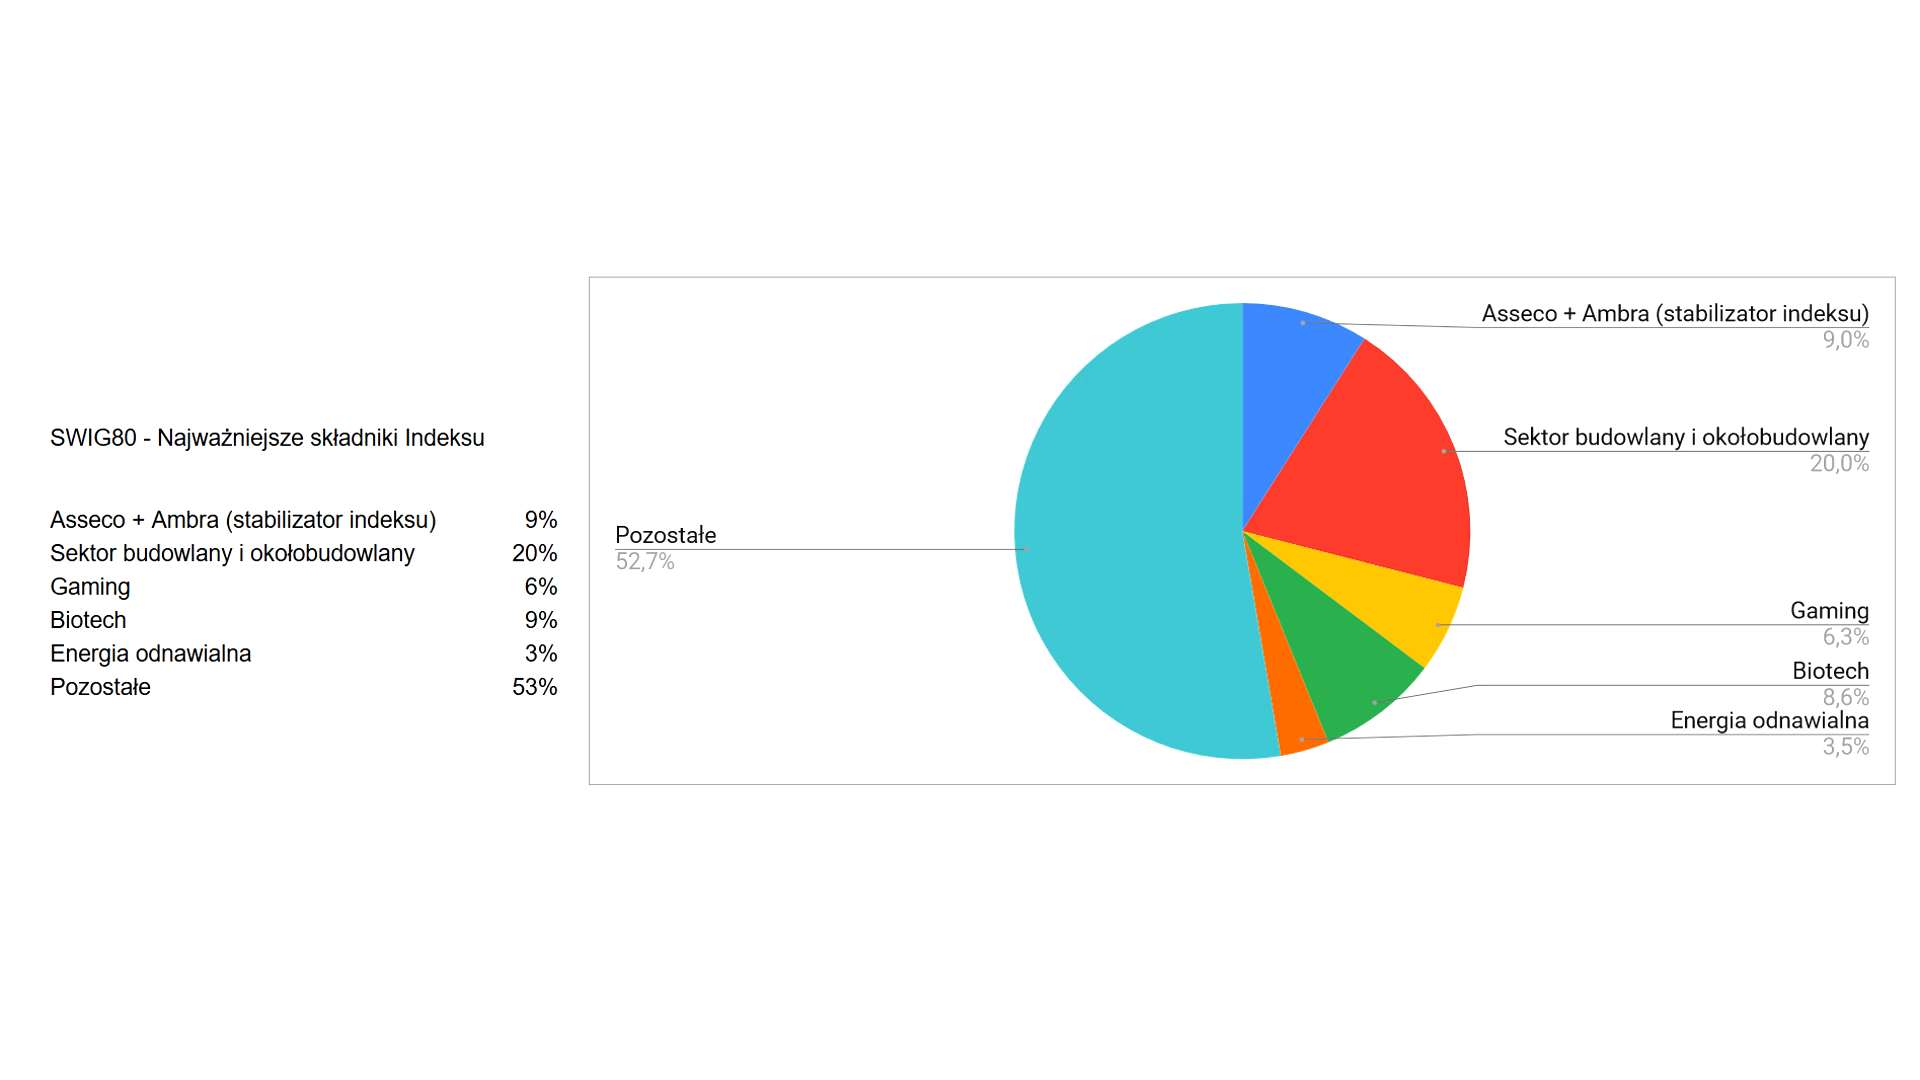 SWIG80 - Najważniejsze składniki Indeksu
Asseco + Ambra (stabilizator indeksu) 9%
Sektor budowlany i okołobudowlany 20%
Gaming 6%
Biotech 9%
Energia odnawialna 3%
Pozostałe 53%
Pozostałe
52,7%
Asseco + Ambra (stabilizator indeksu)
9,0%
Sektor budowlany i okołobudowlany
20,0%
Gaming
6,3%
Biotech
8,6%
Energia odnawialna
3,5%